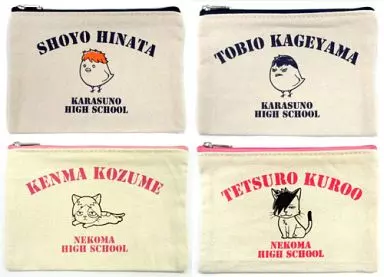 SHOYO HINATA
KARASUNO
HIGH SCHOOL
TOBIO KAGEYAMA
KARASUNO
HIGH SCHOOL
KENMA KOZUME
NEKOMA
HIGH SCHOOL
TETSURO KUROO
NEKOMA
HIGH SCHOOL